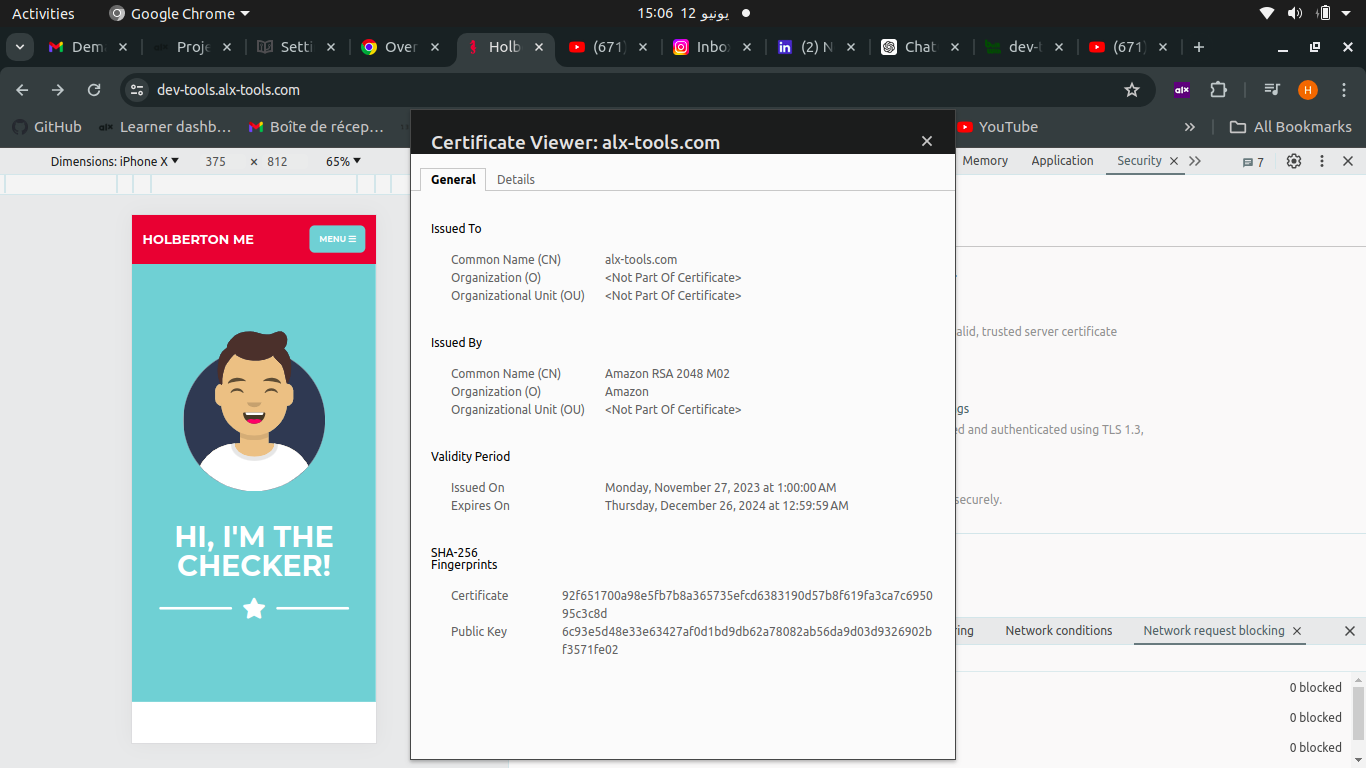 Activities
Google Chrome
15:06 12 يونيو
Dem
Proje
Setti
Over
Holb
(671)
Inbo
(2) N
Chat
dev-t
(671)
dev-tools.alx-tools.com
alx
H
GitHub
alx Learner dashb...
Boîte de récep...
YouTube
»
All Bookmarks
Dimensions: iPhone X 375 × 812 65%
Certificate Viewer: alx-tools.com
Memory Application Security 7
General Details
HOLBERTON ME
MENU
HI, I'M THE
CHECKER!
Issued To
Common Name (CN) alx-tools.com
Organization (O) <Not Part Of Certificate>
Organizational Unit (OU) <Not Part Of Certificate>
Issued By
Common Name (CN) Amazon RSA 2048 M02
Organization (O) Amazon
Organizational Unit (OU) <Not Part Of Certificate>
Validity Period
Issued On Monday, November 27, 2023 at 1:00:00 AM
Expires On Thursday, December 26, 2024 at 12:59:59 AM
SHA-256
Fingerprints
Certificate 92f651700a98e5fb7b8a365735efcd6383190d57b8f619fa3ca7c6950
95c3c8d
Public Key 6c93e5d48e33e63427af0d1bd9db62a78082ab56da9d03d9326902b
f3571fe02
alid, trusted server certificate
gs
ed and authenticated using TLS 1.3,
securely.
ring Network conditions Network request blocking
0 blocked
0 blocked
0 blocked